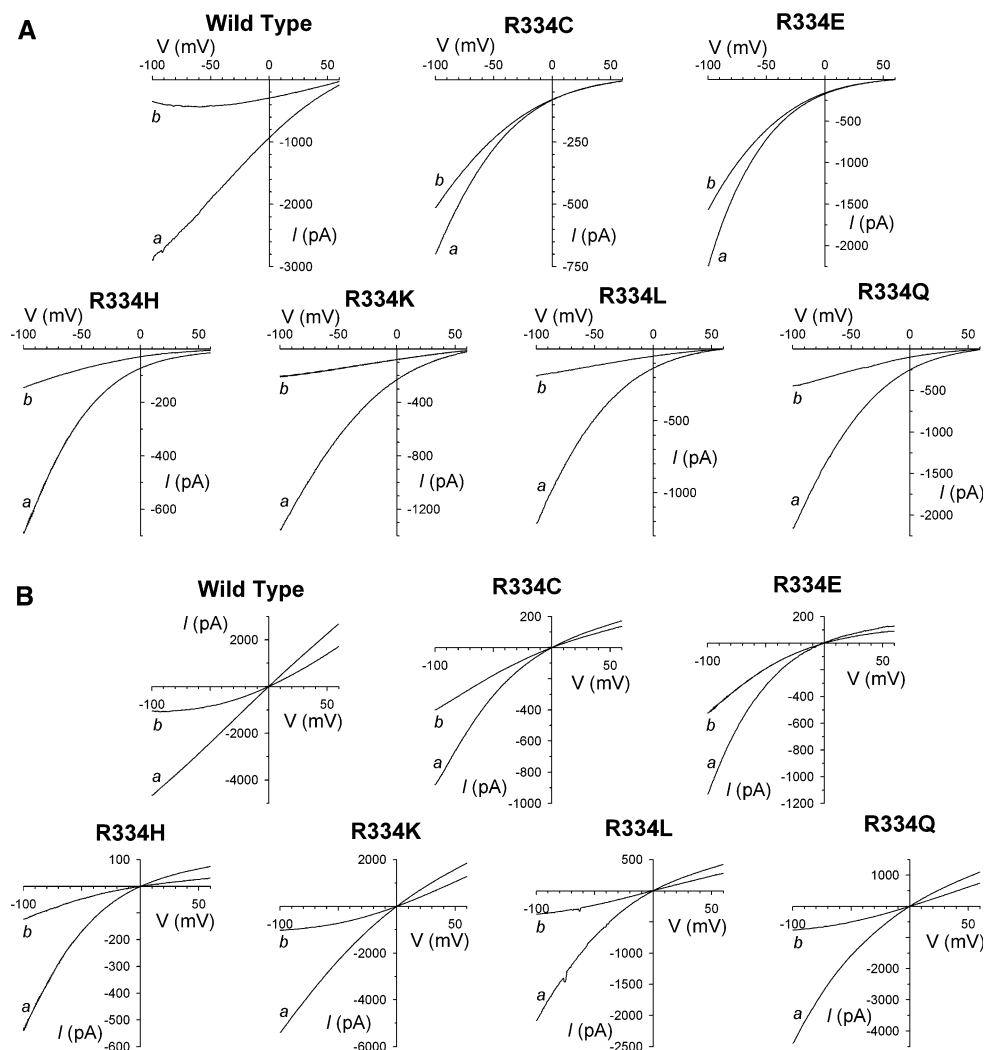 A
Wild Type
V (mV)
-100 -50 0 50
b
-1000
-2000
a
I (pA)
-3000
R334C
V (mV)
-100 -50 0 50
-250
b
-500
a
I (pA)
-750
R334E
V (mV)
-100 -50 0 50
-500
-1000
b
-1500
I (pA)
a
-2000
R334H
V (mV)
-100 -50 0 50
b
-200
-400
I (pA)
a
-600
R334K
V (mV)
-100 -50 0 50
b
-400
-800
I (pA)
a
-1200
R334L
V (mV)
-100 -50 0 50
b
-500
I (pA)
a
-1000
R334Q
V (mV)
-100 -50 0 50
b
-500
-1000
-1500
I (pA)
a
-2000
B
Wild Type
I (pA)
2000
-100 50
V (mV)
b
-2000
a
-4000
R334C
200
-100 50
V (mV)
-200
-400
b
-600
a
-800
I (pA)
-1000
R334E
200
-100 50
V (mV)
-200
-400
b
-600
-800
a
-1000
I (pA)
-1200
R334H
100
-100 50
V (mV)
b
-200
-300
-400
a
-500
I (pA)
-600
R334K
2000
-100 50
V (mV)
b
-2000
-4000
a
I (pA)
-6000
R334L
500
-100 50
V (mV)
b
-500
-1000
-1500
a
-2000
I (pA)
-2500
R334Q
1000
-100 50
V (mV)
b
-2000
-3000
a
I (pA)
-4000